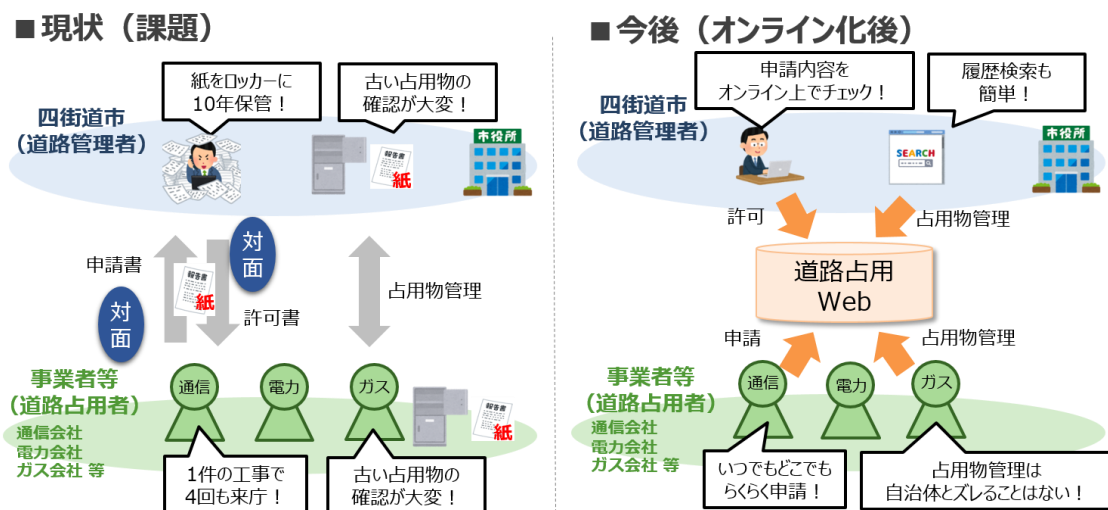 ■現状（課題）
紙をロッカーに
10年保管！
古い占用物の
確認が大変！
四街道市
（道路管理者）
報告書
紙
市役所
対面
申請書
報告書
紙
許可書
対面
占用物管理
事業者等
（道路占用者）
通信会社
電力会社
ガス会社 等
通信
電力
ガス
報告書
紙
1件の工事で
4回も来庁！
古い占用物の
確認が大変！
■今後（オンライン化後）
申請内容を
オンライン上でチェック！
履歴検索も
簡単！
四街道市
（道路管理者）
SEARCH
市役所
許可
占用物管理
道路占用
Web
申請
占用物管理
事業者等
（道路占用者）
通信会社
電力会社
ガス会社 等
通信
電力
ガス
いつでもどこでも
らくらく申請！
占用物管理は
自治体とズレることはない！